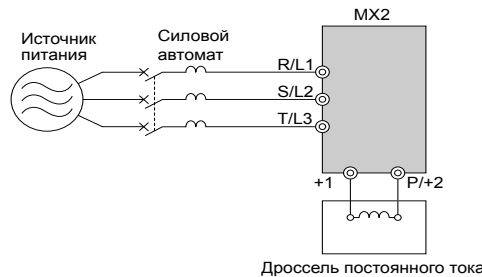 MX2
Источник
питания
Силовой
автомат
R/L1
S/L2
T/L3
+1
P/+2
Дроссель постоянного тока